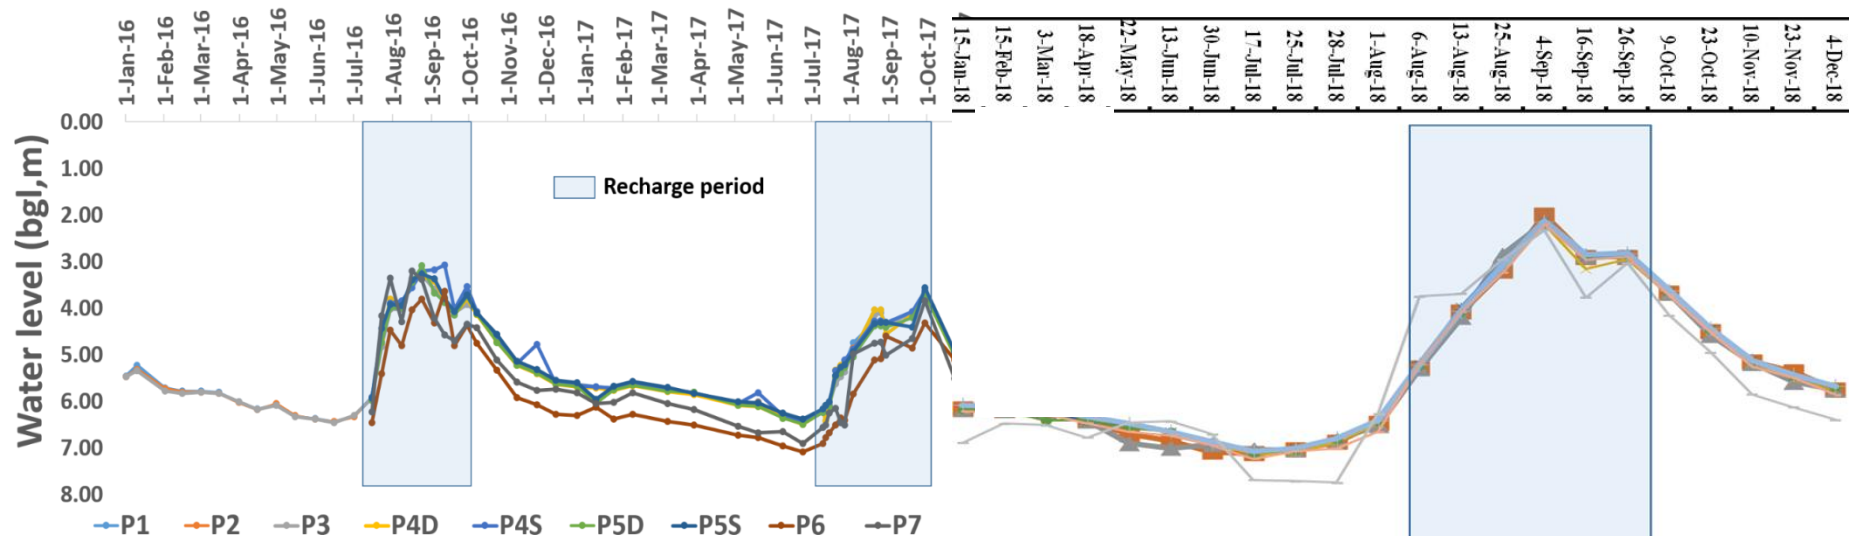 1-Jan-16
1-Feb-16
1-Mar-16
1-Apr-16
1-May-16
1-Jun-16
1-Jul-16
1-Aug-16
1-Sep-16
1-Oct-16
1-Nov-16
1-Dec-16
1-Jan-17
1-Feb-17
1-Mar-17
1-Apr-17
1-May-17
1-Jun-17
1-Jul-17
1-Aug-17
1-Sep-17
1-Oct-17
15-Jan-18
15-Feb-18
3-Mar-18
18-Apr-18
22-May-18
13-Jun-18
30-Jun-18
17-Jul-18
25-Jul-18
28-Jul-18
1-Aug-18
6-Aug-18
13-Aug-18
25-Aug-18
4-Sep-18
16-Sep-18
26-Sep-18
9-Oct-18
23-Oct-18
10-Nov-18
23-Nov-18
4-Dec-18
Water level (bgl,m)
0.00
1.00
2.00
3.00
4.00
5.00
6.00
7.00
8.00
Recharge period
P1 P2 P3 P4D P4S P5D P5S P6 P7